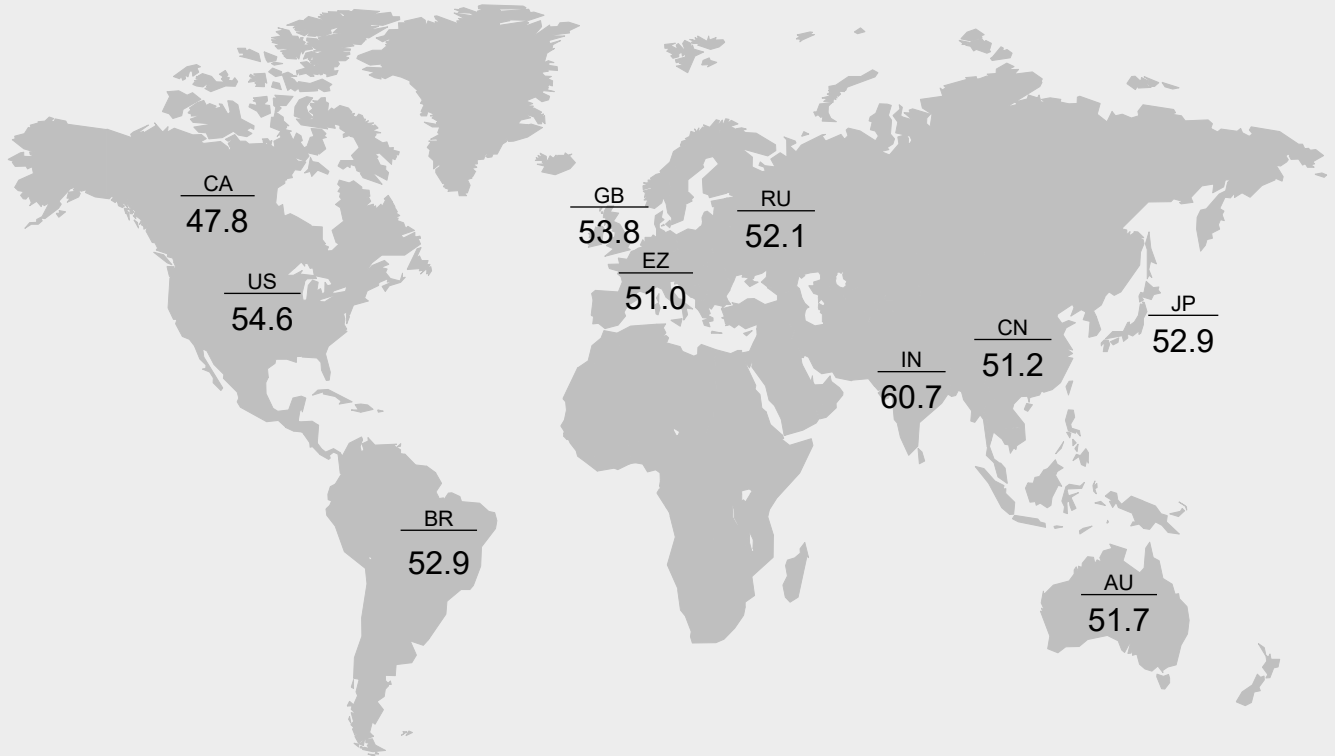 CA
47.8
US
54.6
BR
52.9
GB
53.8
EZ
51.0
RU
52.1
IN
60.7
CN
51.2
JP
52.9
AU
51.7